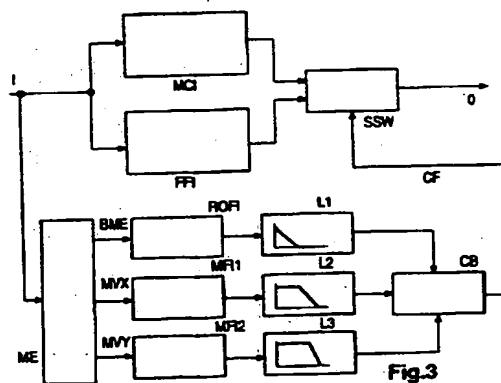 I
MCI
FFI
SSW
O
CF
BME
ROFI
L1
MVX
MFI1
L2
CB
ME
MVY
MFI2
L3
Fig.3